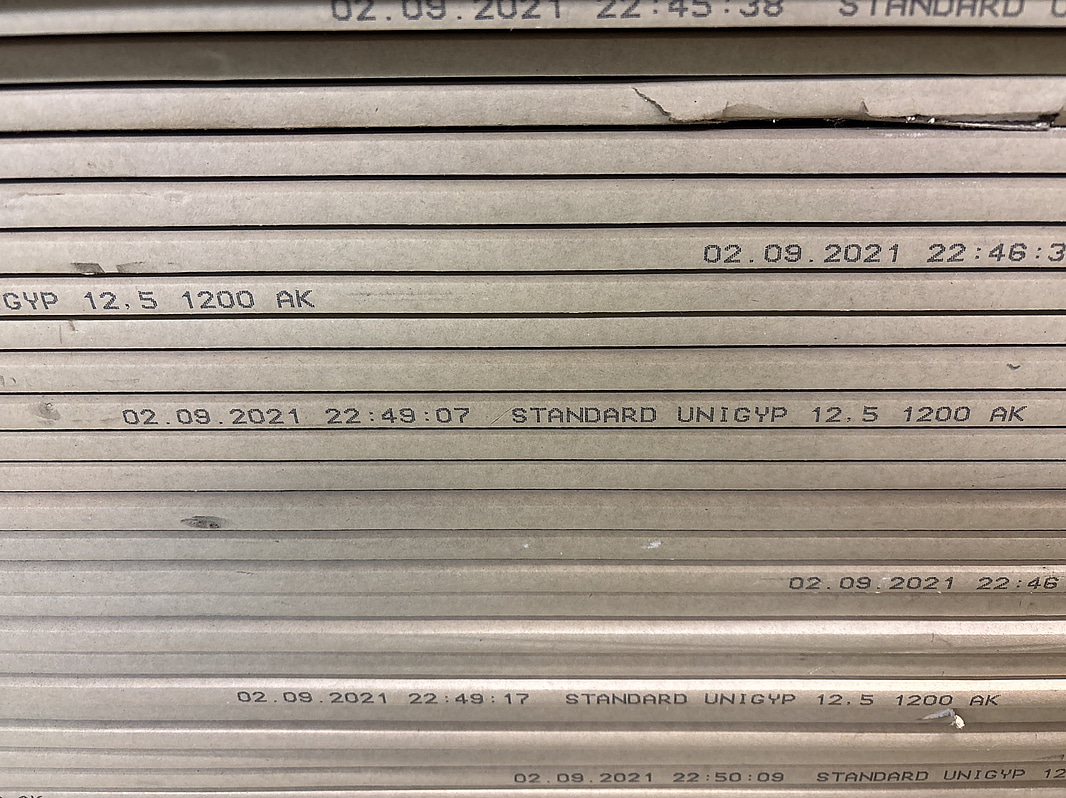 02.09.2021 22:45:38 STANDARD
02.09.2021 22:46:3
GYP 12,5 1200 AK
02.09.2021 22:49:07 STANDARD UNIGYP 12,5 1200 AK
02.09.2021 22:46
02.09.2021 22:49:17 STANDARD UNIGYP 12,5 1200 AK
02.09.2021 22:50:09 STANDARD UNIGYP 12